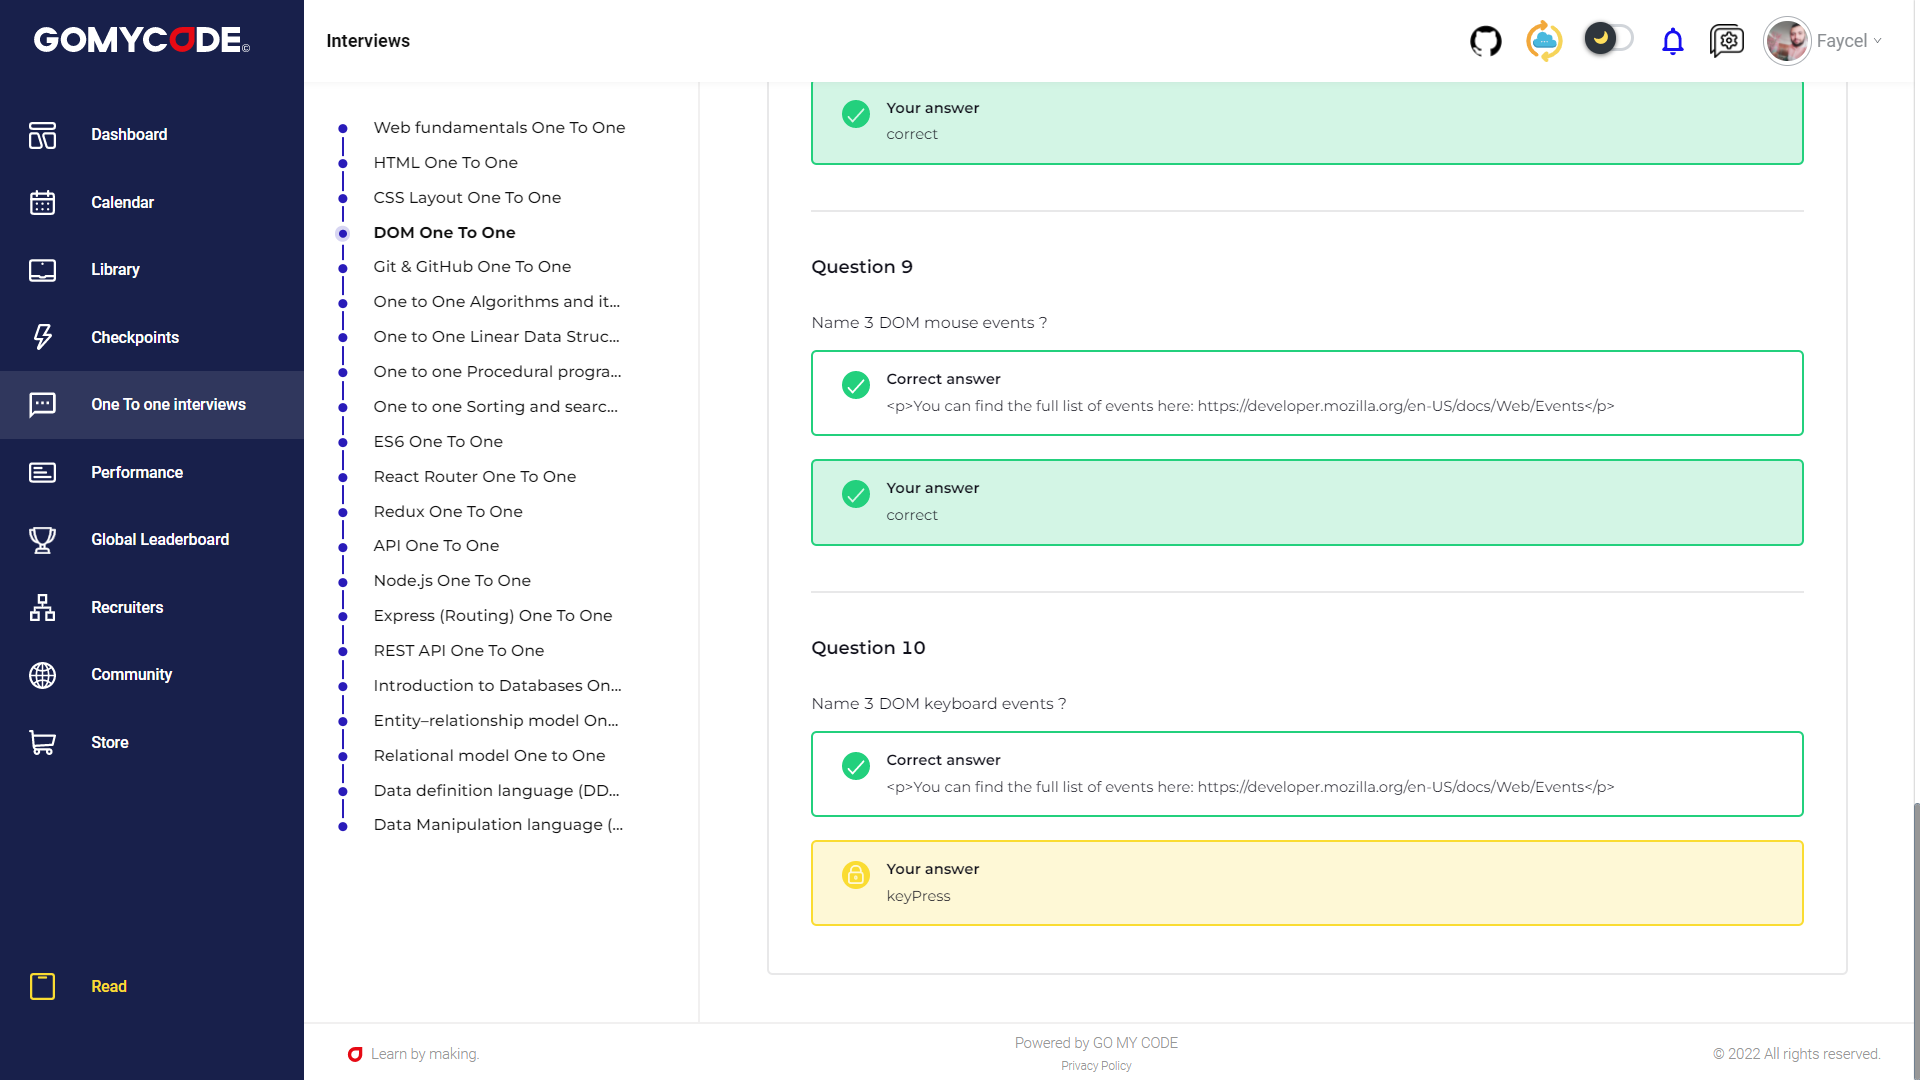 GOMYCODE©
Interviews
Faycel
Dashboard
Calendar
Library
Checkpoints
One To one interviews
Performance
Global Leaderboard
Recruiters
Community
Store
Read
Web fundamentals One To One
HTML One To One
CSS Layout One To One
DOM One To One
Git & GitHub One To One
One to One Algorithms and it...
One to One Linear Data Struc...
One to one Procedural progra...
One to one Sorting and searc...
ES6 One To One
React Router One To One
Redux One To One
API One To One
Node.js One To One
Express (Routing) One To One
REST API One To One
Introduction to Databases On...
Entity–relationship model On...
Relational model One to One
Data definition language (DD...
Data Manipulation language (...
Your answer
correct
Question 9
Name 3 DOM mouse events ?
Correct answer
<p>You can find the full list of events here: https://developer.mozilla.org/en-US/docs/Web/Events</p>
Your answer
correct
Question 10
Name 3 DOM keyboard events ?
Correct answer
<p>You can find the full list of events here: https://developer.mozilla.org/en-US/docs/Web/Events</p>
Your answer
keyPress
Learn by making.
Powered by GO MY CODE
Privacy Policy
© 2022 All rights reserved.